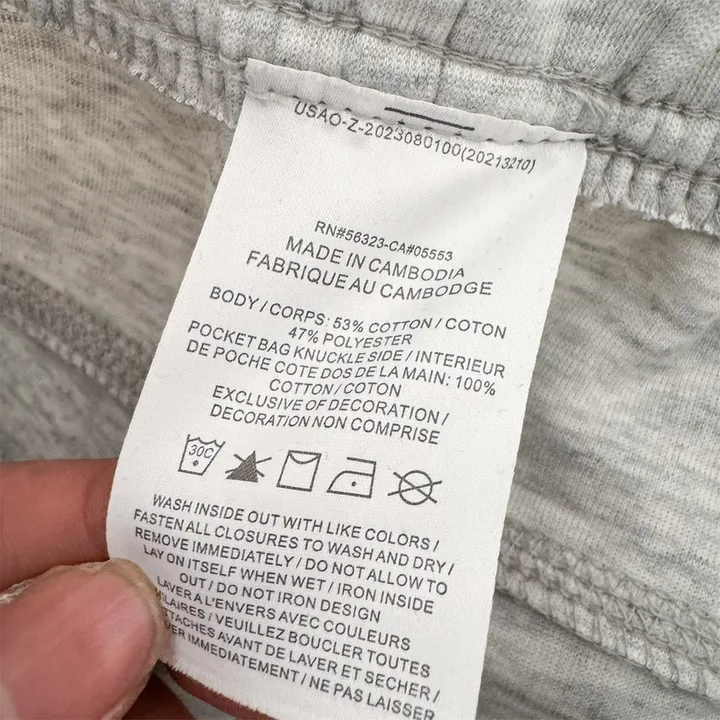 USAO-Z-2023080100(20213210)
RN#56323-CA#05553
MADE IN CAMBODIA
FABRIQUE AU CAMBODGE
BODY / CORPS: 53% COTTON / COTON
47% POLYESTER
POCKET BAG KNUCKLE SIDE / INTERIEUR
DE POCHE COTE DOS DE LA MAIN: 100%
COTTON / COTON
EXCLUSIVE OF DECORATION /
DECORATION NON COMPRISE
30C
WASH INSIDE OUT WITH LIKE COLORS /
FASTEN ALL CLOSURES TO WASH AND DRY /
REMOVE IMMEDIATELY / DO NOT ALLOW TO
LAY ON ITSELF WHEN WET / IRON INSIDE
OUT / DO NOT IRON DESIGN
LAVER A L'ENVERS AVEC COULEURS
/ VEUILLEZ BOUCLER TOUTES
AVANT DE LAVER ET SECHER /
IMMEDIATEMENT / NE PAS LAISSER